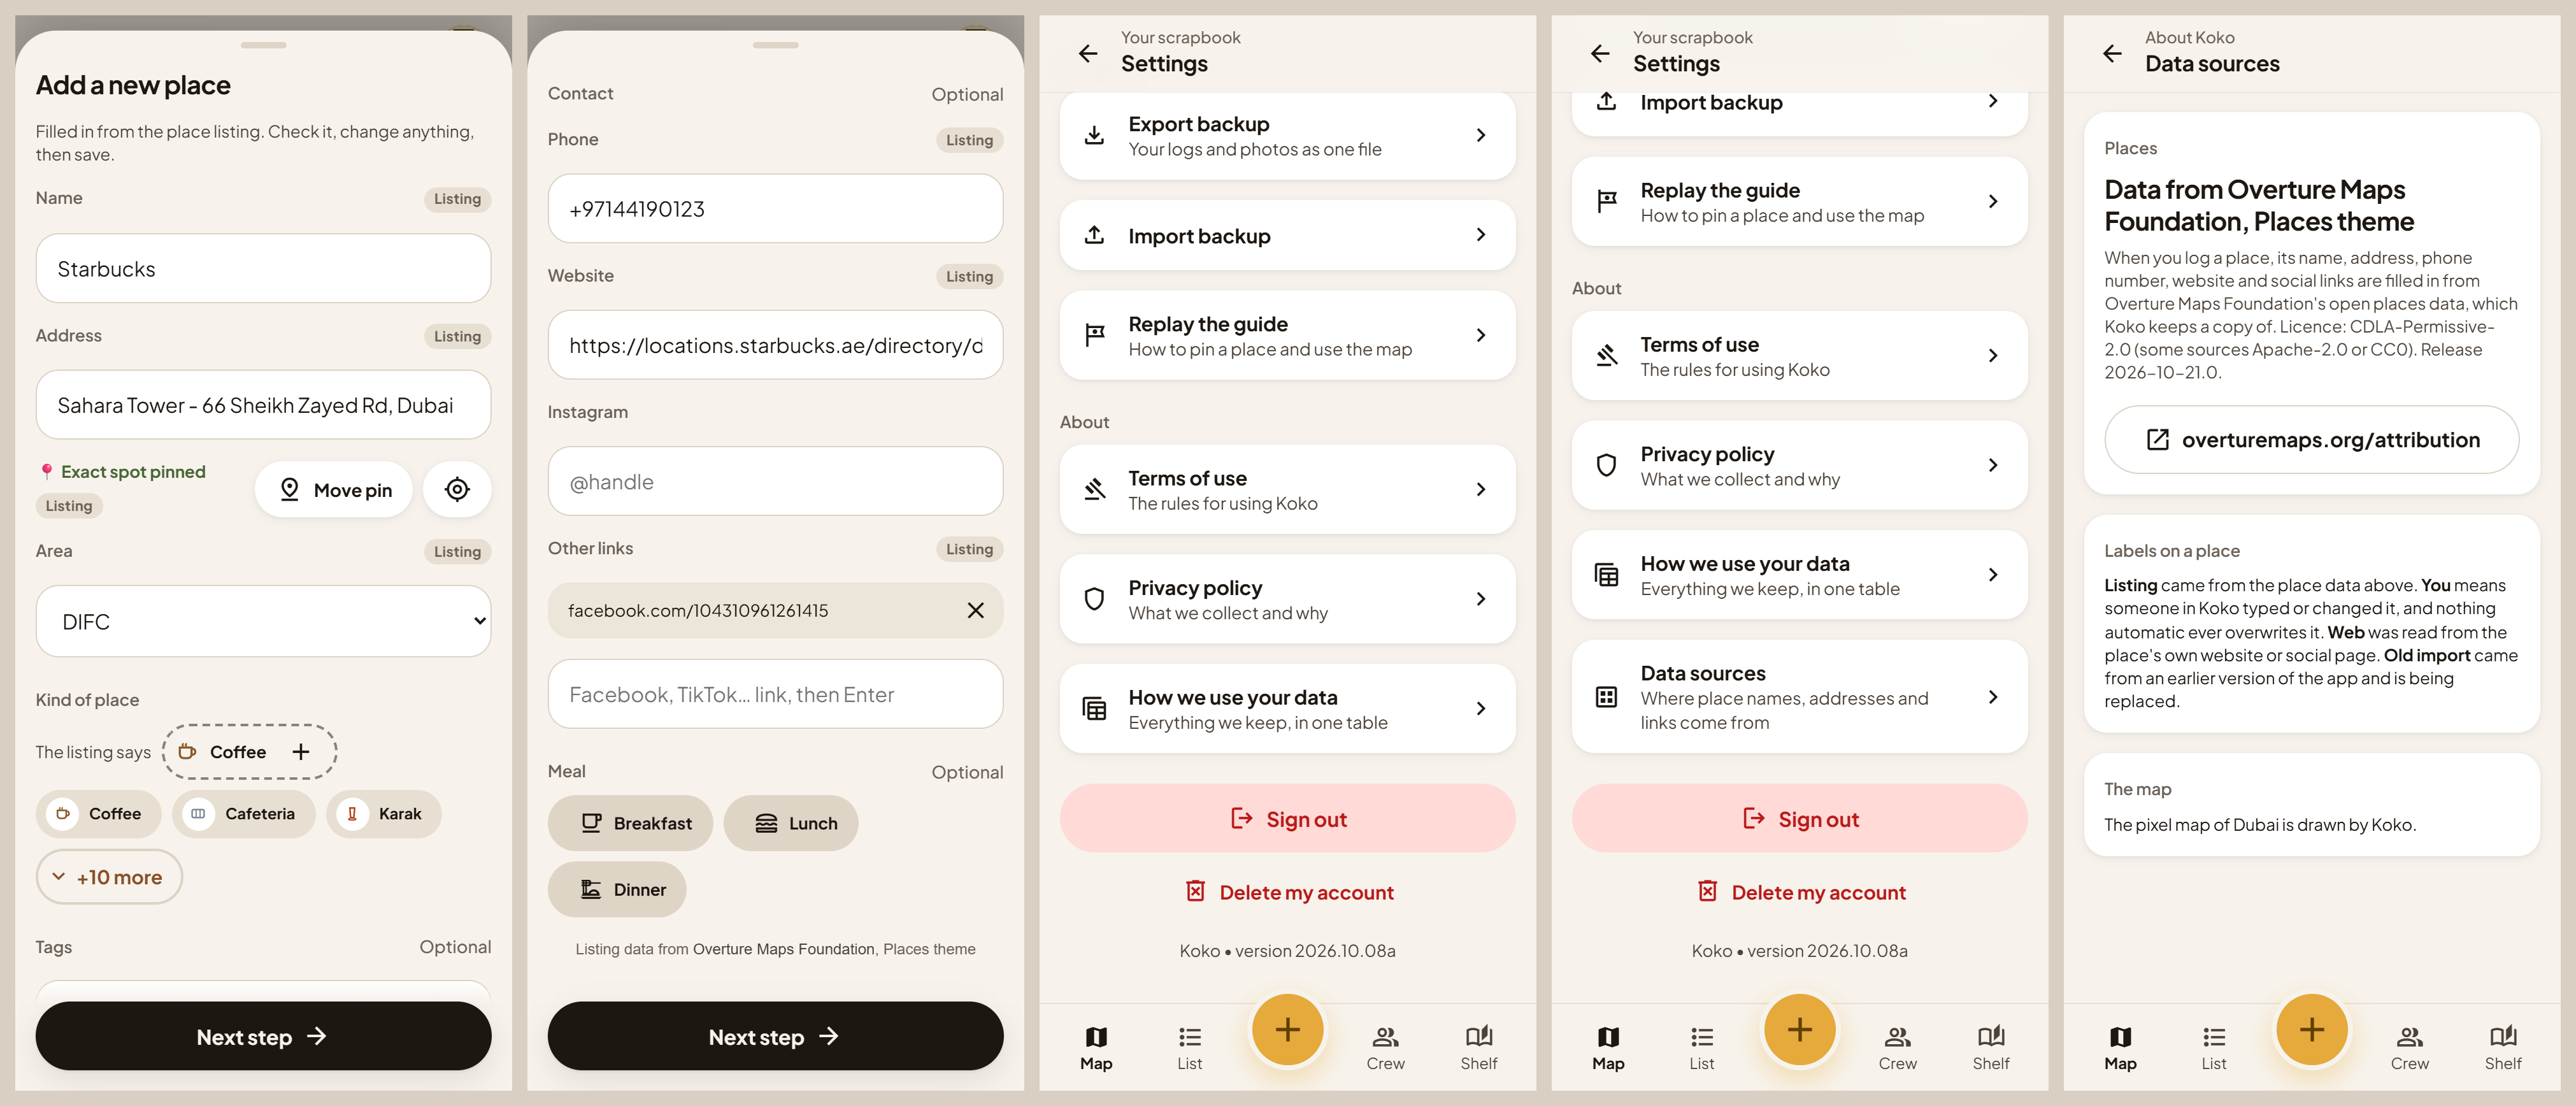 Add a new place
Filled in from the place listing. Check it, change anything,
then save.
Name
Listing
Starbucks
Address
Listing
Sahara Tower - 66 Sheikh Zayed Rd, Dubai
Exact spot pinned
Listing
Move pin
Area
Listing
DIFC
Kind of place
The listing says
Coffee
Coffee
Cafeteria
Karak
+10 more
Tags
Optional
Next step
Contact
Optional
Phone
Listing
+97144190123
Website
Listing
https://locations.starbucks.ae/directory/d
Instagram
@handle
Other links
Listing
facebook.com/104310961261415
Facebook, TikTok... link, then Enter
Meal
Optional
Breakfast
Lunch
Dinner
Listing data from Overture Maps Foundation, Places theme
Next step
Your scrapbook
Settings
Export backup
Your logs and photos as one file
Import backup
Replay the guide
How to pin a place and use the map
About
Terms of use
The rules for using Koko
Privacy policy
What we collect and why
How we use your data
Everything we keep, in one table
Sign out
Delete my account
Koko • version 2026.10.08a
Map
List
Crew
Shelf
Your scrapbook
Settings
Import backup
Replay the guide
How to pin a place and use the map
About
Terms of use
The rules for using Koko
Privacy policy
What we collect and why
How we use your data
Everything we keep, in one table
Data sources
Where place names, addresses and
links come from
Sign out
Delete my account
Koko • version 2026.10.08a
Map
List
Crew
Shelf
About Koko
Data sources
Places
Data from Overture Maps
Foundation, Places theme
When you log a place, its name, address, phone
number, website and social links are filled in from
Overture Maps Foundation's open places data, which
Koko keeps a copy of. Licence: CDLA-Permissive-
2.0 (some sources Apache-2.0 or CC0). Release
2026-10-21.0.
overturemaps.org/attribution
Labels on a place
Listing came from the place data above. You means
someone in Koko typed or changed it, and nothing
automatic ever overwrites it. Web was read from the
place's own website or social page. Old import came
from an earlier version of the app and is being
replaced.
The map
The pixel map of Dubai is drawn by Koko.
Map
List
Crew
Shelf